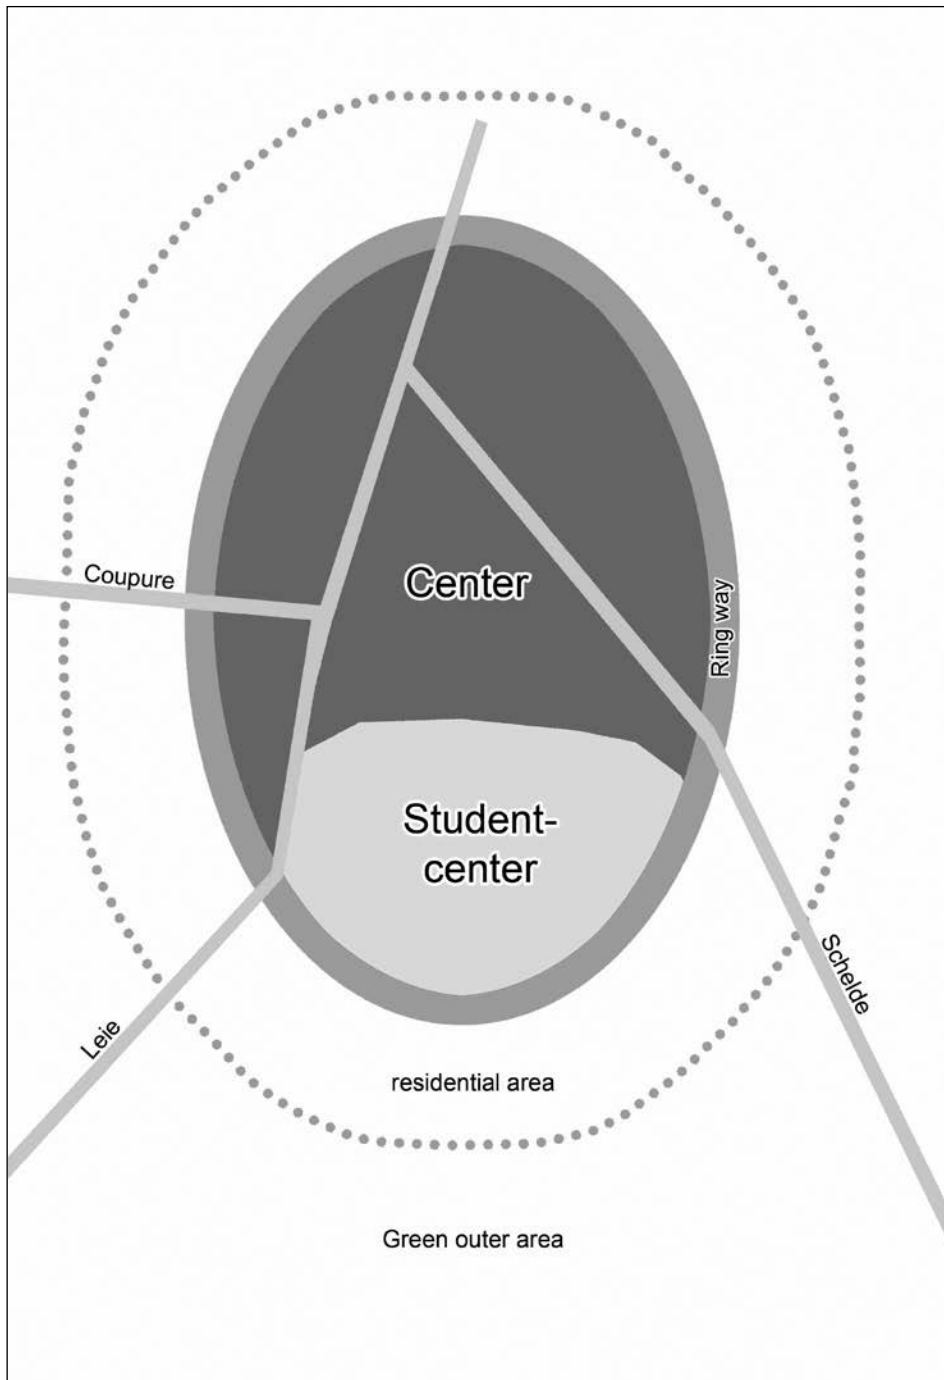 Coupure
Center
Ring way
Student-
center
Schelde
Leie
residential area
Green outer area